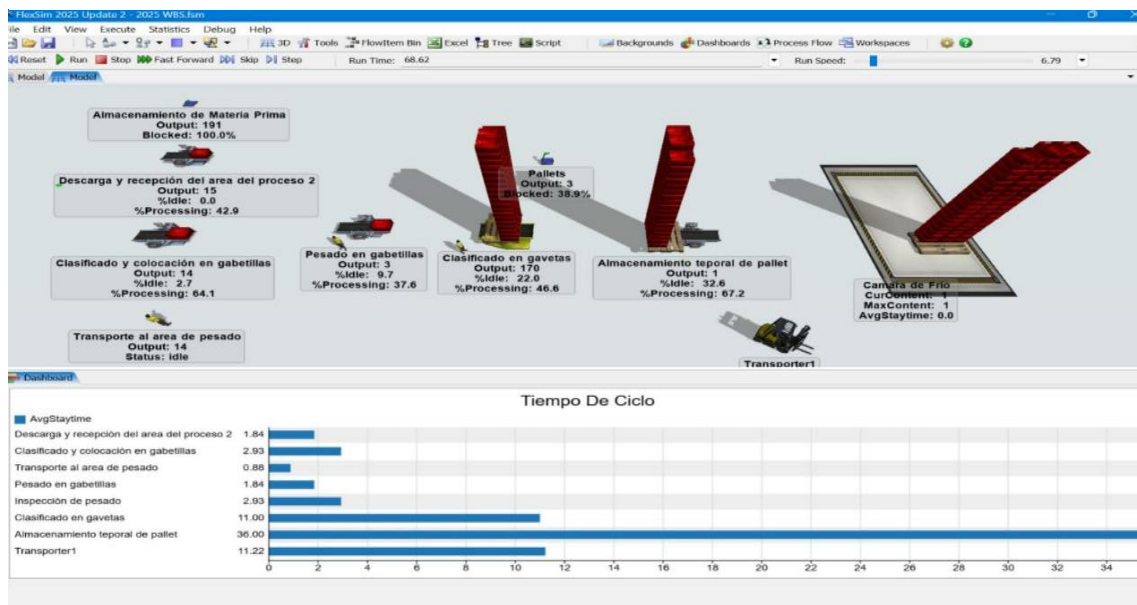 FlexSim 2025 Update 2 - 2025 WBS.fsm
ile Edit View Execute Statistics Debug Help
3D Tools FlowItem Bin Excel Tree Script Backgrounds Dashboards Process Flow Workspaces
Reset Run Stop Fast Forward Skip Step Run Time: 68.62 Run Speed: 6.79
Model Model
Almacenamiento de Materia Prima
Output: 191
Blocked: 100.0%
Descarga y recepción del area del proceso 2
Output: 15
%Idle: 0.0
%Processing: 42.9
Clasificado y colocación en gabetillas
Output: 14
%Idle: 2.7
%Processing: 64.1
Transporte al area de pesado
Output: 14
Status: idle
Pesado en gabetillas
Output: 3
%Idle: 9.7
%Processing: 37.6
Clasificado en gavetas
Output: 170
%Idle: 22.0
%Processing: 46.6
Pallets
Output: 3
Blocked: 38.9%
Almacenamiento teporal de pallet
Output: 1
%Idle: 32.6
%Processing: 67.2
Camara de Frio
CurContent: 1
MaxContent: 1
AvgStaytime: 0.0
Transporter1
Dashboard
Tiempo De Ciclo
AvgStaytime
Descarga y recepción del area del proceso 2 1.84
Clasificado y colocación en gabetillas 2.93
Transporte al area de pesado 0.88
Pesado en gabetillas 1.84
Inspección de pesado 2.93
Clasificado en gavetas 11.00
Almacenamiento teporal de pallet 36.00
Transporter1 11.22
0 2 4 6 8 10 12 14 16 18 20 22 24 26 28 30 32 34